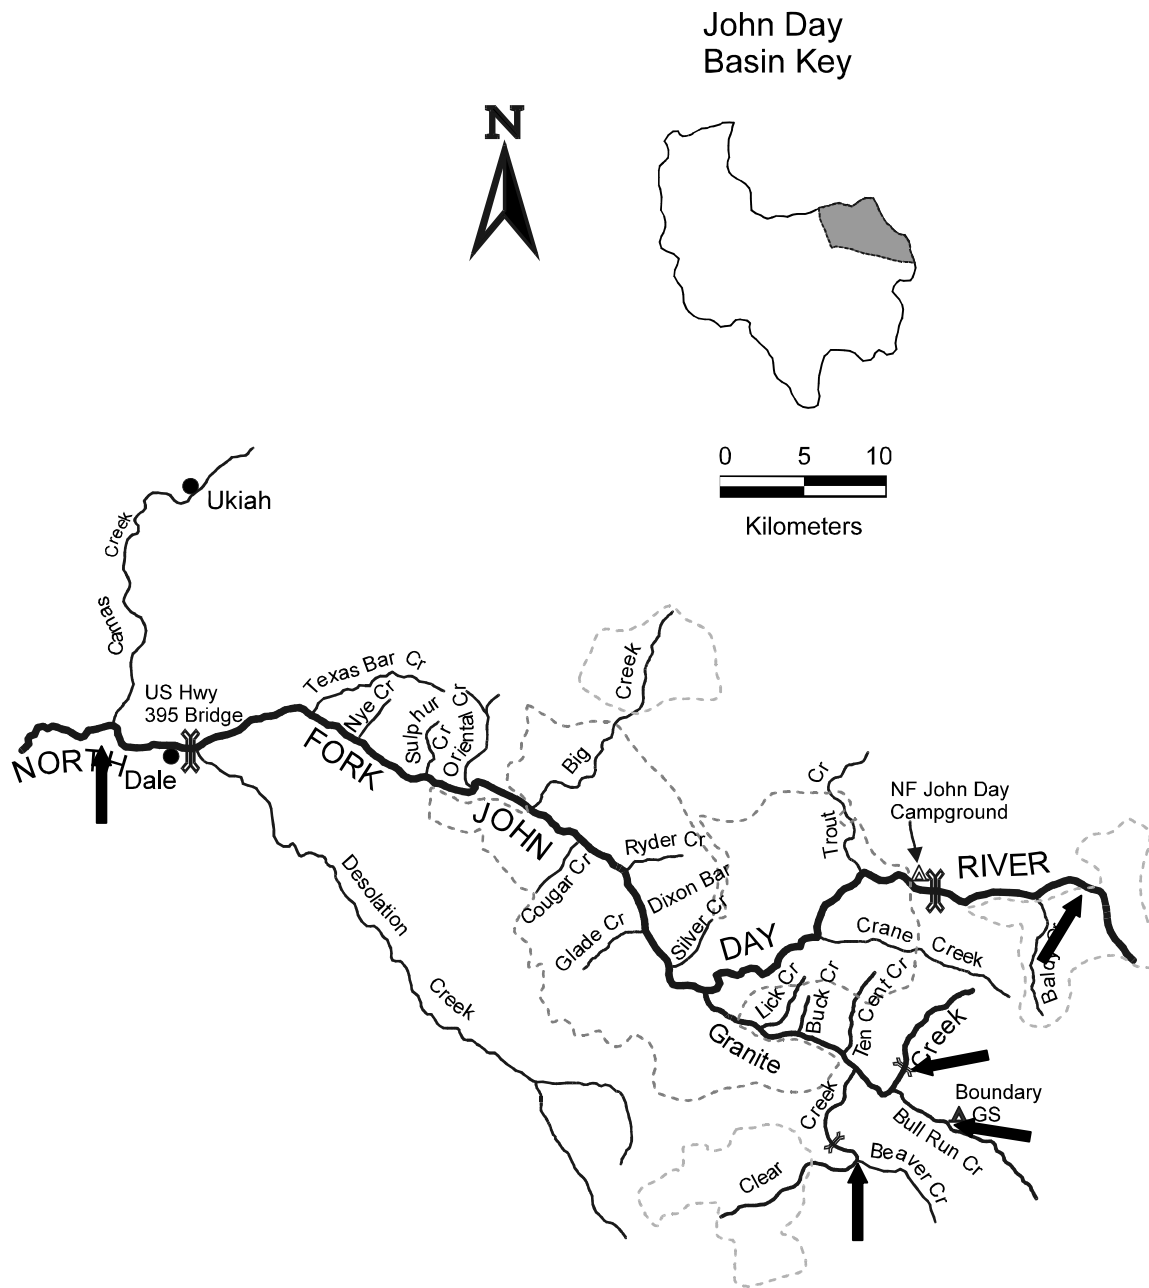 John Day
Basin Key
N
0 5 10
Kilometers
Ukiah
Camas Creek
US Hwy
395 Bridge
Texas Bar Cr
Nye Cr
Sulphur
Cr
Oriental Cr
Big Creek
NORTH FORK JOHN DAY RIVER
Dale
Desolation Creek
Cougar Cr
Ryder Cr
Dixon Bar
Glade Cr
Silver Cr
Trout Cr
NF John Day
Campground
Crane Creek
Baldy
Lick Cr
Buck Cr
Ten Cent Cr
Granite Creek
Boundary
GS
Bull Run Cr
Clear Creek
Beaver Cr